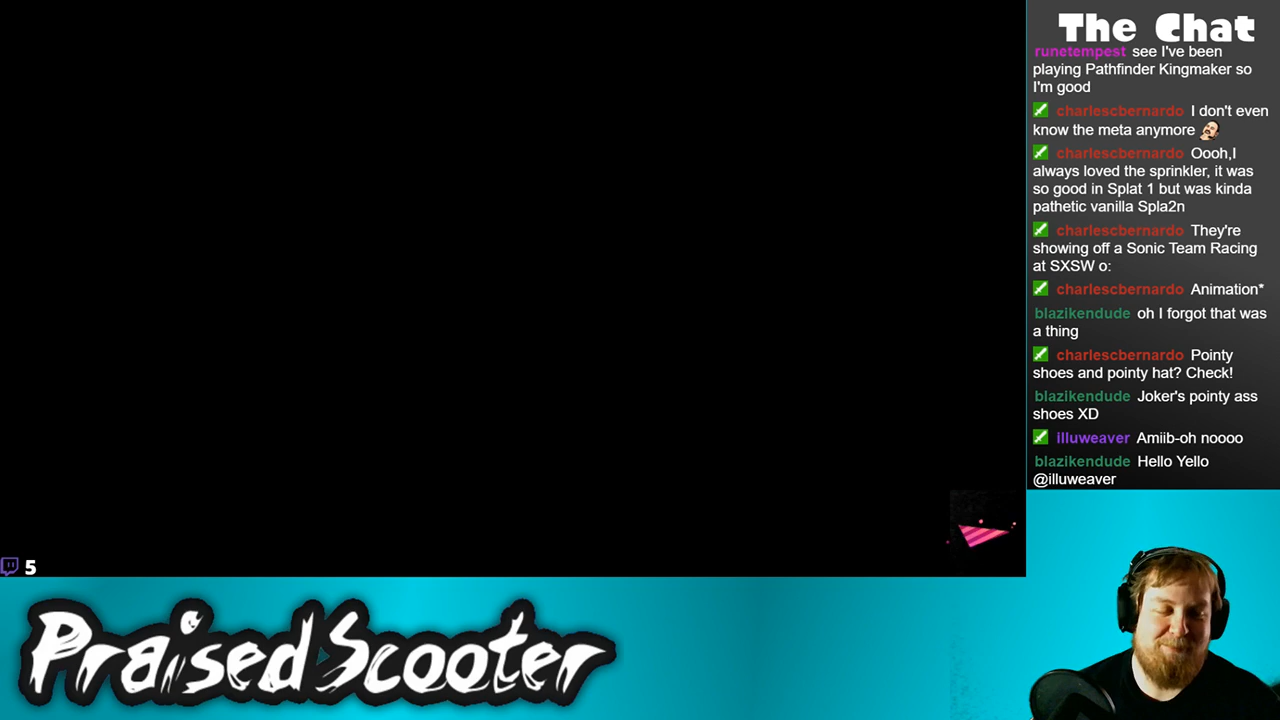 The Chat
runetempest see I've been
playing Pathfinder Kingmaker so
I'm good
charlescbernardo I don't even
know the meta anymore
charlescbernardo Oooh,I
always loved the sprinkler, it was
so good in Splat 1 but was kinda
pathetic vanilla Spla2n
charlescbernardo They're
showing off a Sonic Team Racing
at SXSW o:
charlescbernardo Animation*
blazikendude oh I forgot that was
a thing
charlescbernardo Pointy
shoes and pointy hat? Check!
blazikendude Joker's pointy ass
shoes XD
illuweaver Amiib-oh noooo
blazikendude Hello Yello
@illuweaver
5
PraisedScooter